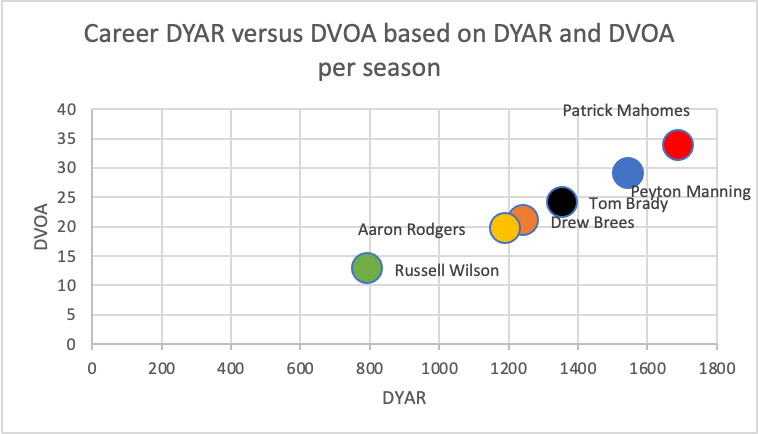 Career DYAR versus DVOA based on DYAR and DVOA
per season
40
35
30
25
20
15
10
5
0
DVOA
Patrick Mahomes
Peyton Manning
Tom Brady
Drew Brees
Aaron Rodgers
Russell Wilson
0 200 400 600 800 1000 1200 1400 1600 1800
DYAR